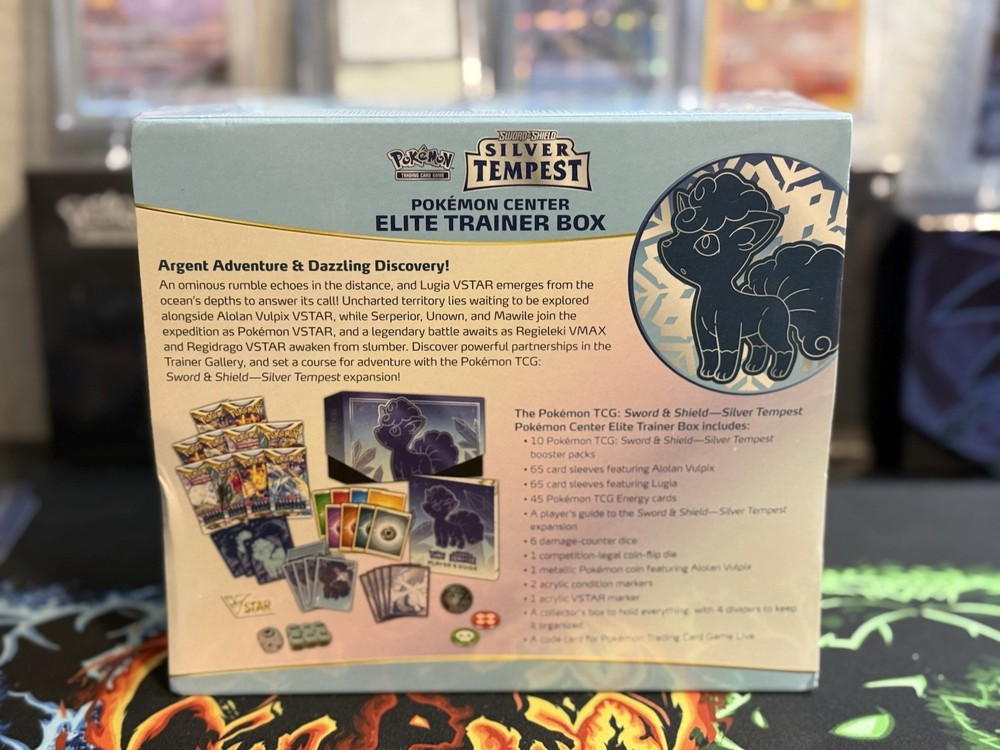 Pokémon
TRADING CARD GAME
SWORD & SHIELD
SILVER
TEMPEST
POKÉMON CENTER
ELITE TRAINER BOX
Argent Adventure & Dazzling Discovery!
An ominous rumble echoes in the distance, and Lugia VSTAR emerges from the
ocean's depths to answer its call! Uncharted territory lies waiting to be explored
alongside Alolan Vulpix VSTAR, while Serperior, Unown, and Mawile join the
expedition as Pokémon VSTAR, and a legendary battle awaits as Regieleki VMAX
and Regidrago VSTAR awaken from slumber. Discover powerful partnerships in the
Trainer Gallery, and set a course for adventure with the Pokémon TCG:
Sword & Shield—Silver Tempest expansion!
The Pokémon TCG: Sword & Shield—Silver Tempest
Pokémon Center Elite Trainer Box includes:
• 10 Pokémon TCG: Sword & Shield—Silver Tempest
booster packs
• 65 card sleeves featuring Alolan Vulpix
• 65 card sleeves featuring Lugia
• 45 Pokémon TCG Energy cards
• A player's guide to the Sword & Shield—Silver Tempest
expansion
• 6 damage-counter dice
• 1 competition-legal coin-flip die
• 1 metallic Pokémon coin featuring Alolan Vulpix
• 2 acrylic condition markers
• 1 acrylic VSTAR marker
• A collector's box to hold everything, with 4 dividers to keep
it organized
• A code card for Pokémon Trading Card Game Live
TEMPEST
PLAYER'S GUIDE
VSTAR